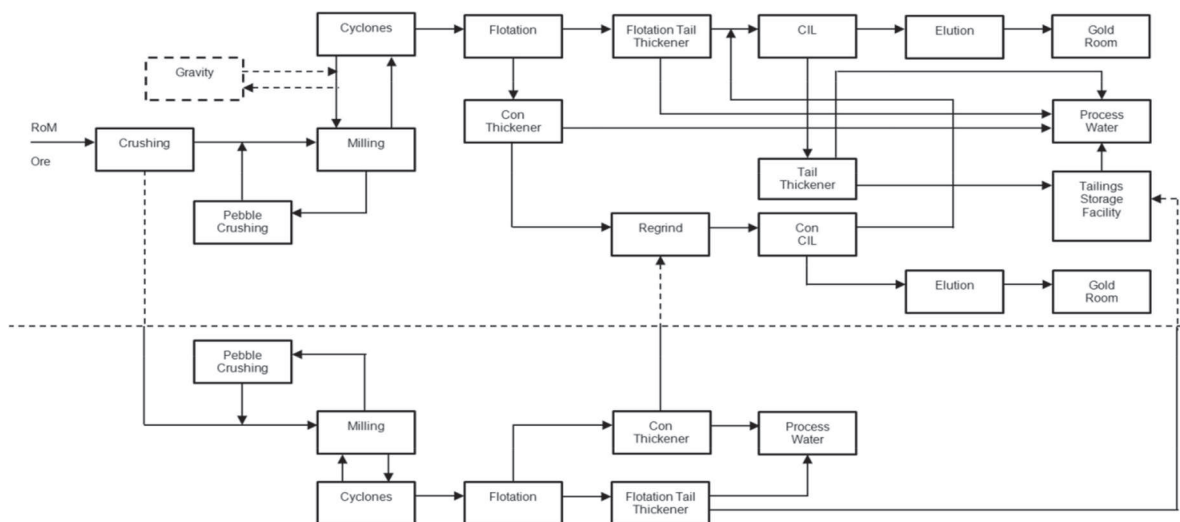 Cyclones
Flotation
Flotation Tail
Thickener
CIL
Elution
Gold
Room
Gravity
RoM
Ore
Crushing
Milling
Con
Thickener
Process
Water
Tail
Thickener
Tailings
Storage
Facility
Pebble
Crushing
Regrind
Con
CIL
Elution
Gold
Room
Pebble
Crushing
Milling
Con
Thickener
Process
Water
Cyclones
Flotation
Flotation Tail
Thickener